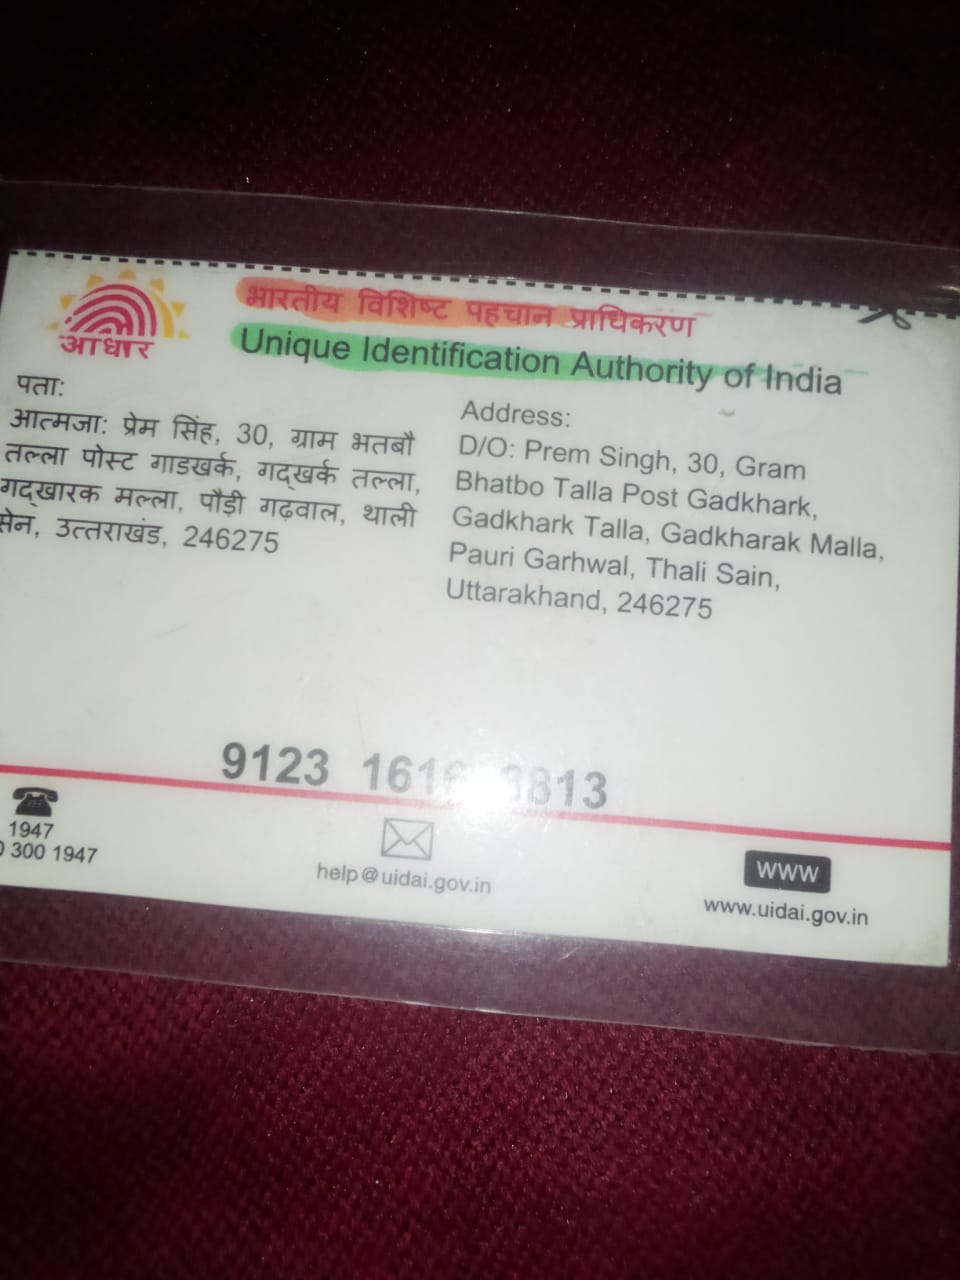 आधार
भारतीय विशिष्ट पहचान प्राधिकरण
Unique Identification Authority of India
पता:
आत्मजा: प्रेम सिंह, 30, ग्राम भतबौ
तल्ला पोस्ट गाडखर्क, गद्खर्क तल्ला,
गद्खारक मल्ला, पौड़ी गढ़वाल, थाली
सेन, उत्तराखंड, 246275
Address:
D/O: Prem Singh, 30, Gram
Bhatbo Talla Post Gadkhark,
Gadkhark Talla, Gadkharak Malla,
Pauri Garhwal, Thali Sain,
Uttarakhand, 246275
9123
1947
300 1947
help@uidai.gov.in
www
www.uidai.gov.in